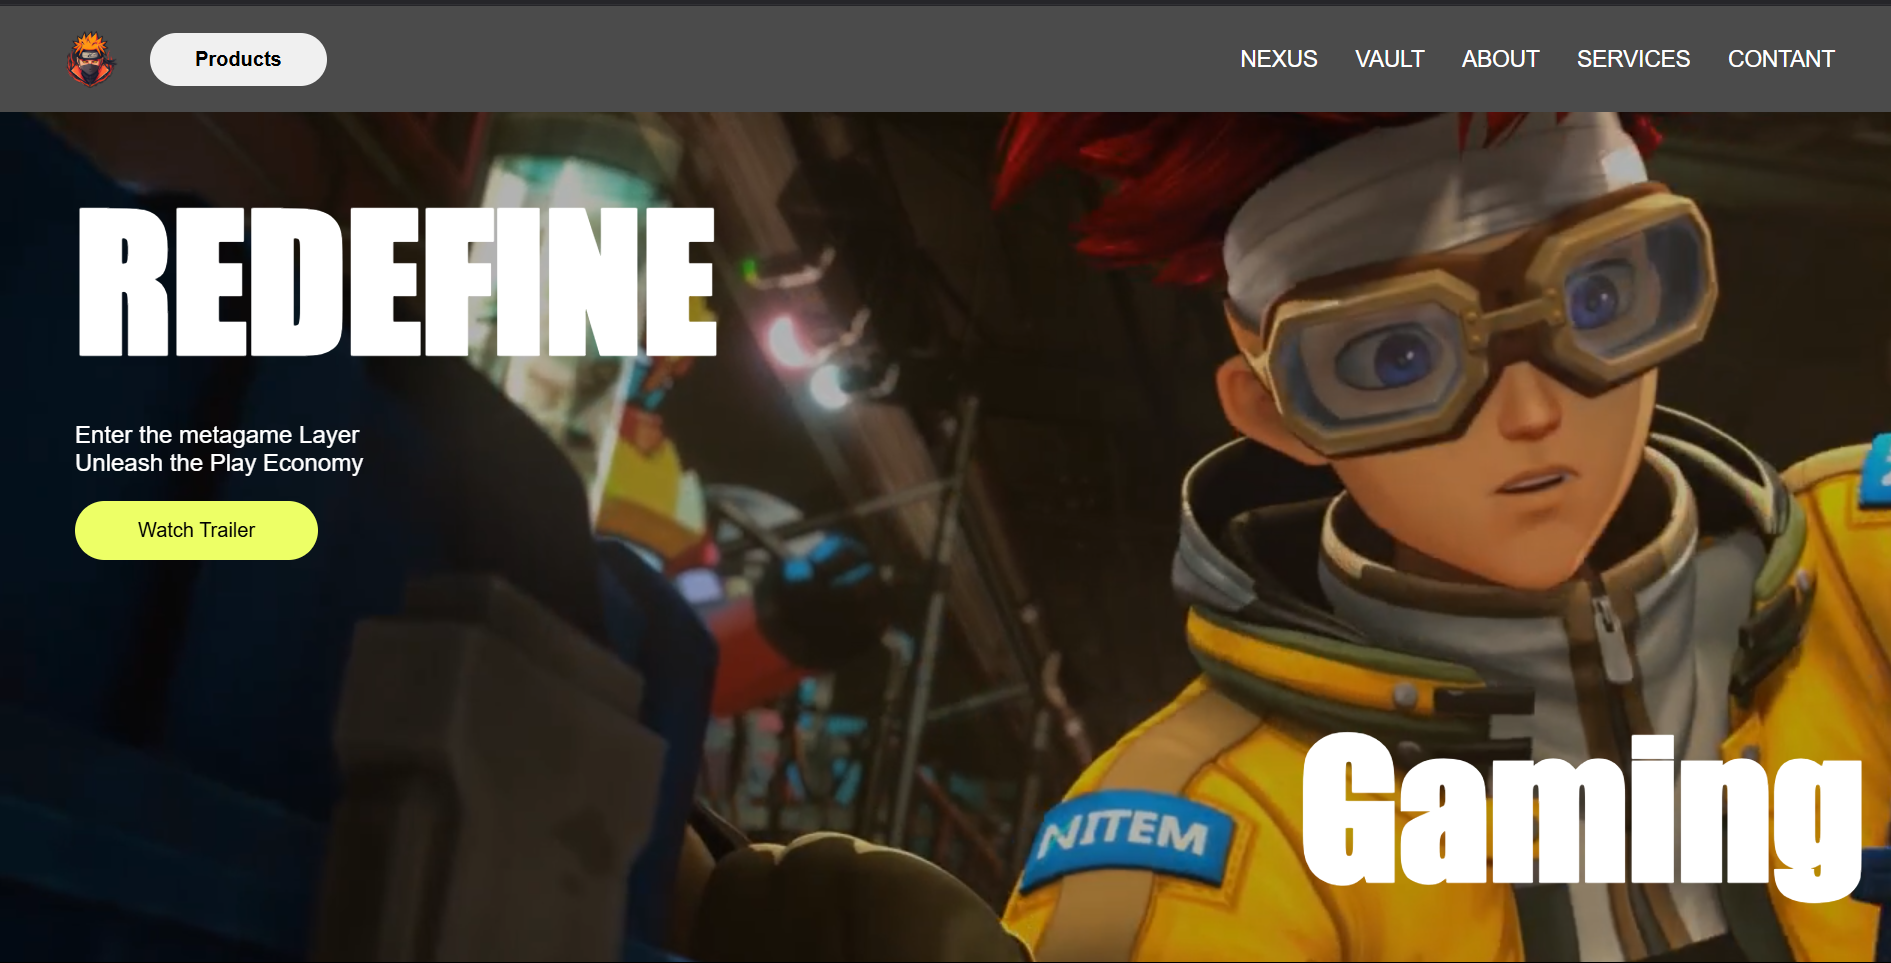 Products
NEXUS VAULT ABOUT SERVICES CONTANT
REDEFINE
Enter the metagame Layer
Unleash the Play Economy
Watch Trailer
NITEM
Gaming